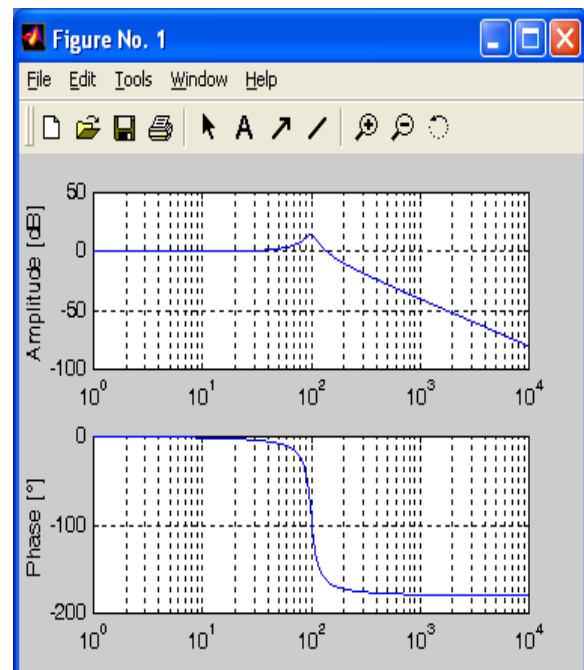 Figure No. 1
File Edit Tools Window Help
A
Amplitude [dB]
50
0
-50
-100
10^0 10^1 10^2 10^3 10^4
Phase [°]
0
-100
-200
10^0 10^1 10^2 10^3 10^4